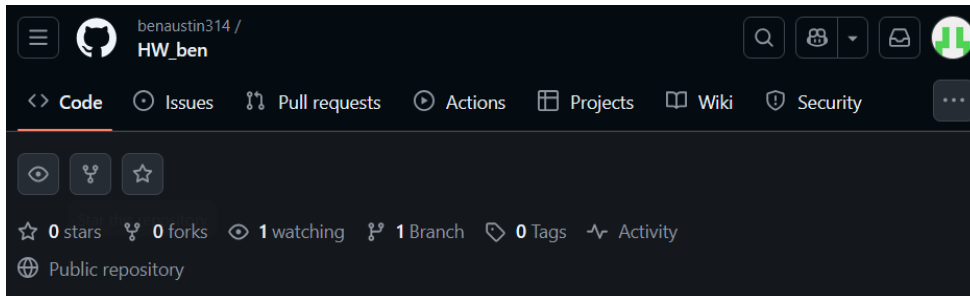 benaustin314 /
HW_ben
Code Issues Pull requests Actions Projects Wiki Security
0 stars 0 forks 1 watching 1 Branch 0 Tags Activity
Public repository